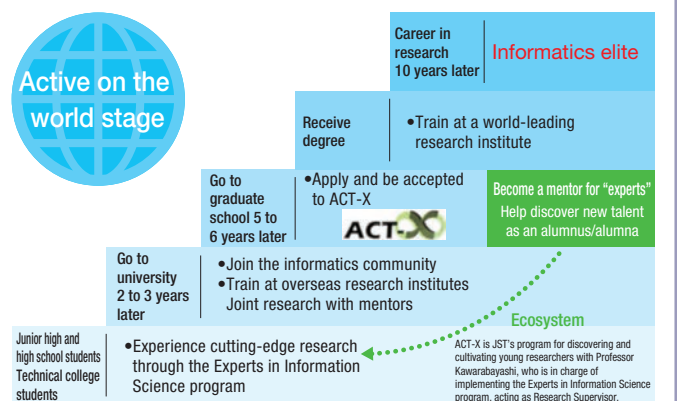 Active on the
world stage
Career in
research
10 years later
Informatics elite
Receive
degree
•Train at a world-leading
research institute
Go to
graduate
school 5 to
6 years later
•Apply and be accepted
to ACT-X
ACT-X
Become a mentor for “experts”
Help discover new talent
as an alumnus/alumna
Go to
university
2 to 3 years
later
•Join the informatics community
•Train at overseas research institutes
Joint research with mentors
Ecosystem
Junior high and
high school students
Technical college
students
•Experience cutting-edge research
through the Experts in Information
Science program
ACT-X is JST’s program for discovering and
cultivating young researchers with Professor
Kawarabayashi, who is in charge of
implementing the Experts in Information Science
program, acting as Research Supervisor.